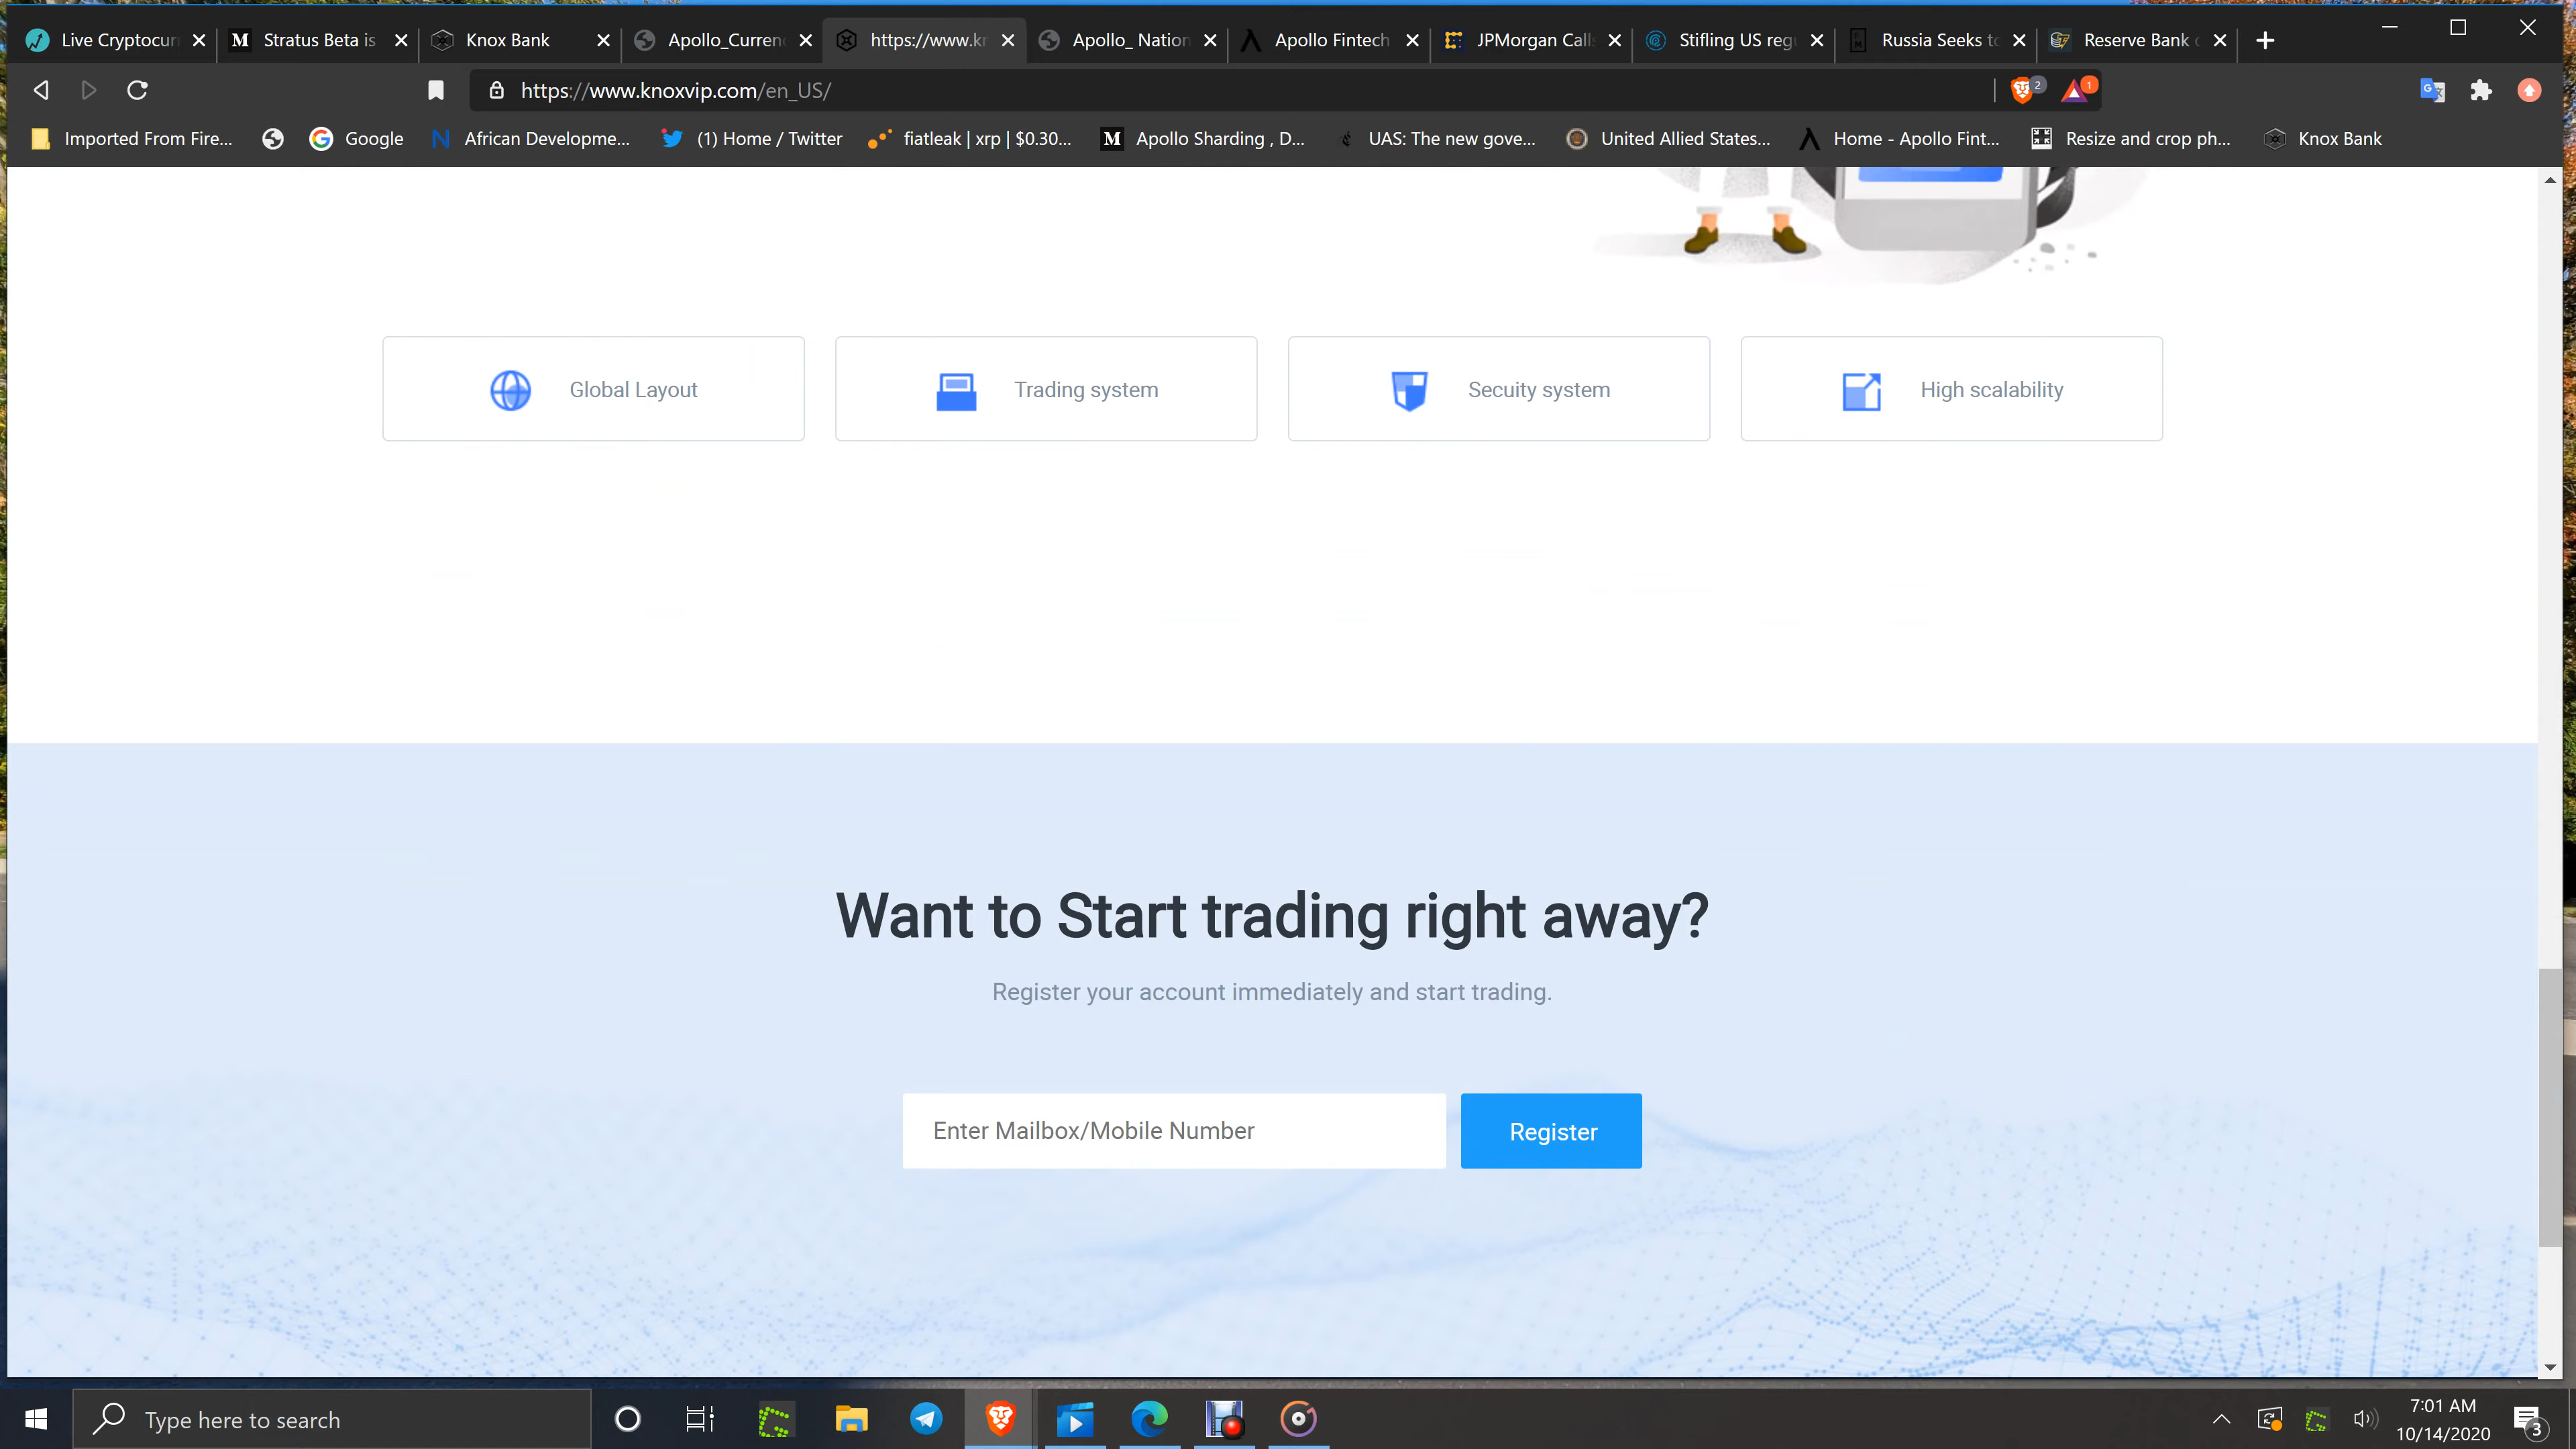 Live Cryptocur
Stratus Beta is
Knox Bank
Apollo_Curren
https://www.kn
Apollo_ Nation
Apollo Fintech
JPMorgan Call
Stifling US regu
Russia Seeks to
Reserve Bank
https://www.knoxvip.com/en_US/
2
1
Imported From Fire...
Google
African Developme...
(1) Home / Twitter
fiatleak | xrp | $0.30...
Apollo Sharding , D...
UAS: The new gove...
United Allied States...
Home - Apollo Fint...
Resize and crop ph...
Knox Bank
Global Layout
Trading system
Secuity system
High scalability
Want to Start trading right away?
Register your account immediately and start trading.
Enter Mailbox/Mobile Number
Register
Type here to search
7:01 AM
10/14/2020
3